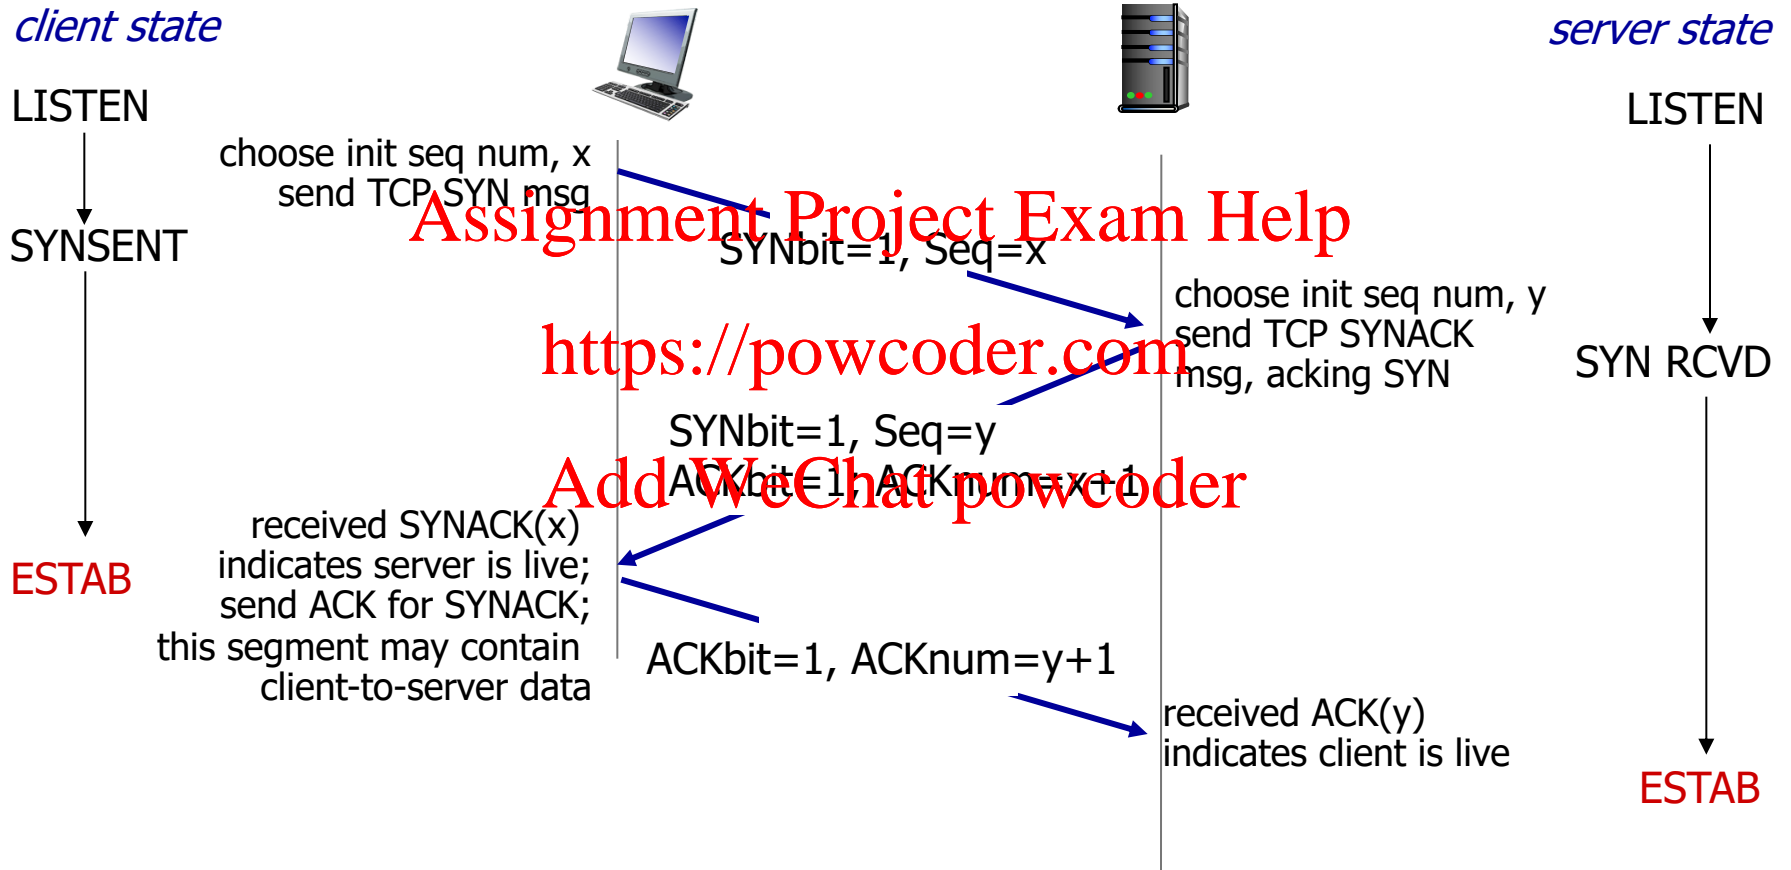 client state
server state
LISTEN
LISTEN
choose init seq num, x
send TCP SYN msg
Assignment Project Exam Help
SYNSENT
SYNbit=1, Seq=x
choose init seq num, y
send TCP SYNACK
msg, acking SYN
https://powcoder.com
SYN RCVD
SYNbit=1, Seq=y
ACKbit=1; ACKnum=x+1
Add WeChat powcoder
received SYNACK(x)
indicates server is live;
send ACK for SYNACK;
this segment may contain
client-to-server data
ESTAB
ACKbit=1, ACKnum=y+1
received ACK(y)
indicates client is live
ESTAB